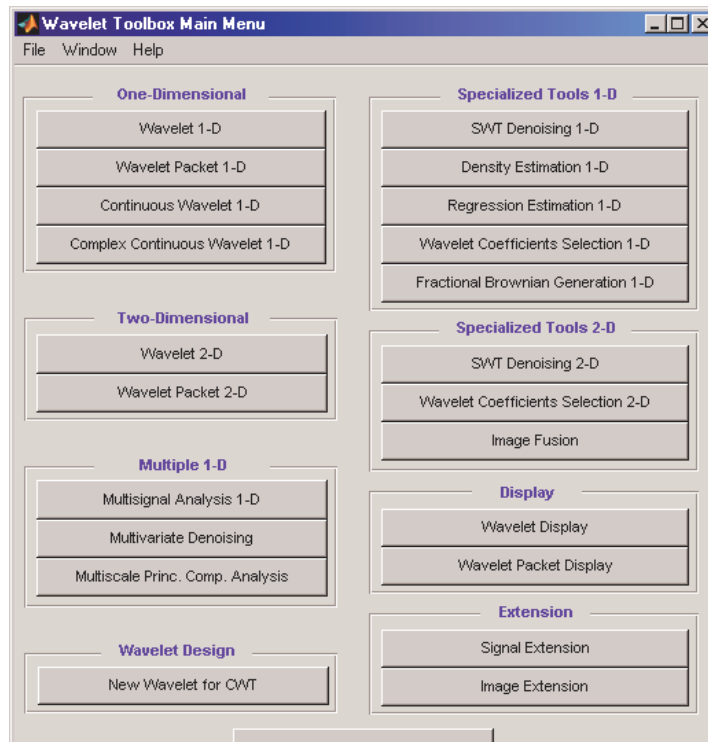 Wavelet Toolbox Main Menu
File Window Help
One-Dimensional
Wavelet 1-D
Wavelet Packet 1-D
Continuous Wavelet 1-D
Complex Continuous Wavelet 1-D
Two-Dimensional
Wavelet 2-D
Wavelet Packet 2-D
Multiple 1-D
Multisignal Analysis 1-D
Multivariate Denoising
Multiscale Princ. Comp. Analysis
Wavelet Design
New Wavelet for CWT
Specialized Tools 1-D
SWT Denoising 1-D
Density Estimation 1-D
Regression Estimation 1-D
Wavelet Coefficients Selection 1-D
Fractional Brownian Generation 1-D
Specialized Tools 2-D
SWT Denoising 2-D
Wavelet Coefficients Selection 2-D
Image Fusion
Display
Wavelet Display
Wavelet Packet Display
Extension
Signal Extension
Image Extension